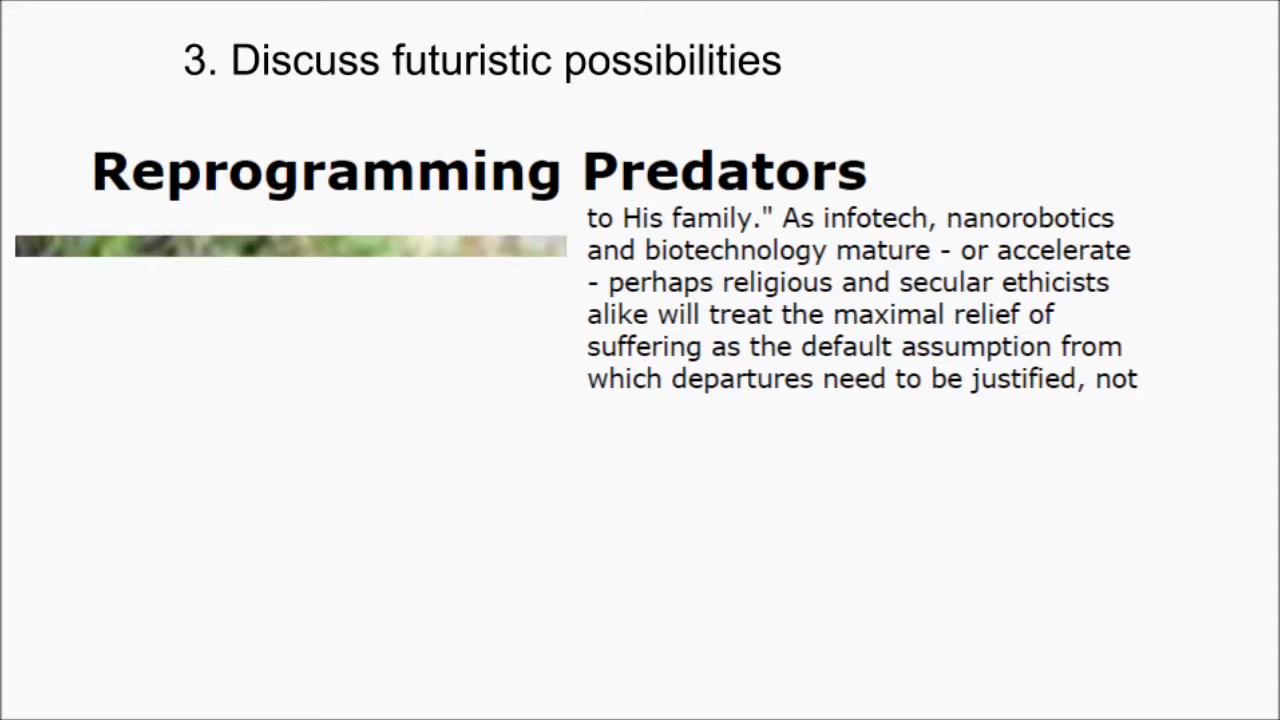 3. Discuss futuristic possibilities
Reprogramming Predators
to His family." As infotech, nanorobotics
and biotechnology mature - or accelerate
- perhaps religious and secular ethicists
alike will treat the maximal relief of
suffering as the default assumption from
which departures need to be justified, not